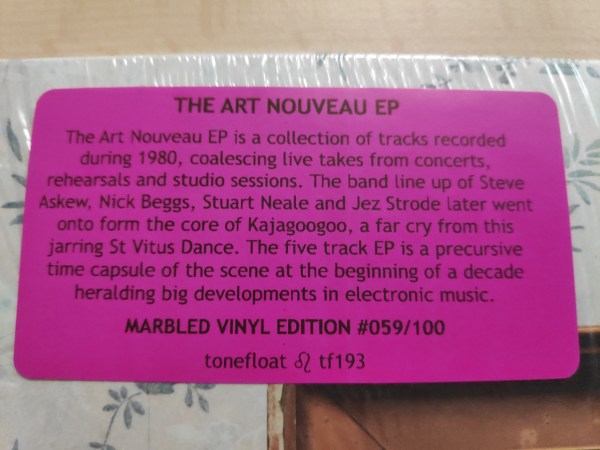 THE ART NOUVEAU EP
The Art Nouveau EP is a collection of tracks recorded
during 1980, coalescing live takes from concerts,
rehearsals and studio sessions. The band line up of Steve
Askew, Nick Beggs, Stuart Neale and Jez Strode later went
onto form the core of Kajagoogoo, a far cry from this
jarring St Vitus Dance. The five track EP is a precursive
time capsule of the scene at the beginning of a decade
heralding big developments in electronic music.
MARBLED VINYL EDITION #059/100
tonefloat ♌ tf193